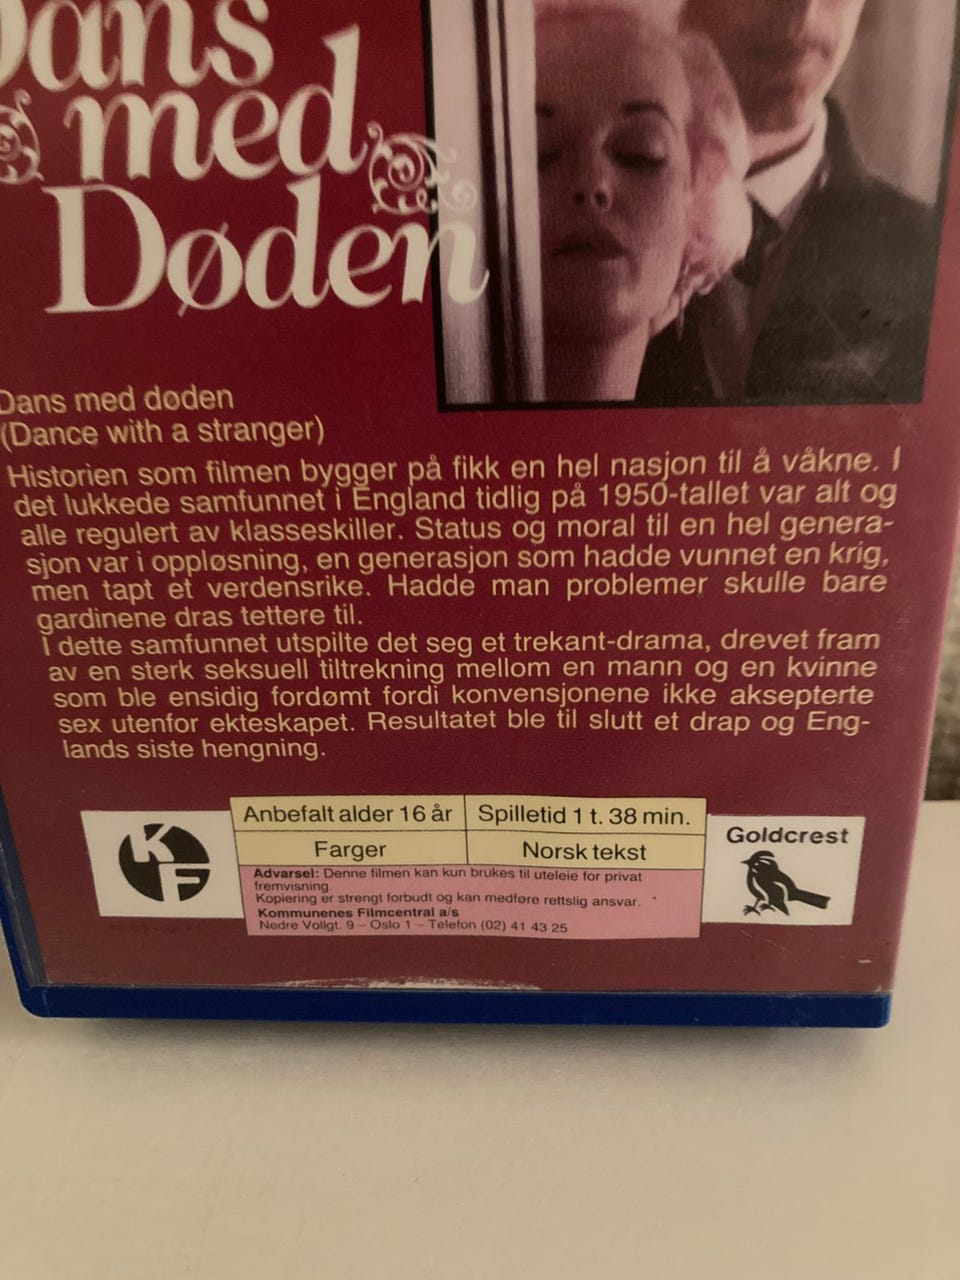 Dans
med
Døden
Dans med døden
(Dance with a stranger)
Historien som filmen bygger på fikk en hel nasjon til å våkne. I
det lukkede samfunnet i England tidlig på 1950-tallet var alt og
alle regulert av klasseskiller. Status og moral til en hel genera-
sjon var i oppløsning, en generasjon som hadde vunnet en krig,
men tapt et verdensrike. Hadde man problemer skulle bare
gardinene dras tettere til.
I dette samfunnet utspilte det seg et trekant-drama, drevet fram
av en sterk seksuell tiltrekning mellom en mann og en kvinne
som ble ensidig fordømt fordi konvensjonene ikke aksepterte
sex utenfor ekteskapet. Resultatet ble til slutt et drap og Eng-
lands siste hengning.
KF
Anbefalt alder 16 år Spilletid 1 t. 38 min.
Farger Norsk tekst
Advarsel: Denne filmen kan kun brukes til uteleie for privat
fremvisning.
Kopiering er strengt forbudt og kan medføre rettslig ansvar.
Kommunenes Filmcentral a/s
Nedre Vollgt. 9 – Oslo 1 – Telefon (02) 41 43 25
Goldcrest